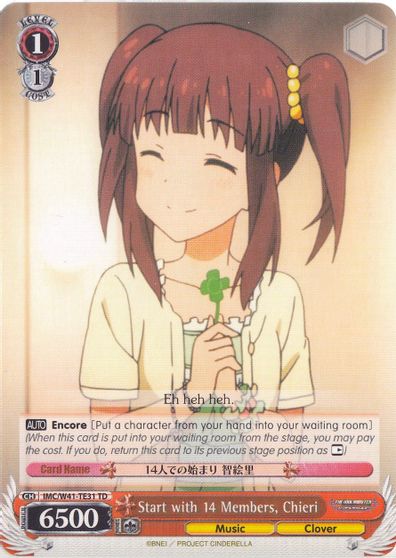 LEVEL
1
1
COST
Eh heh heh.
AUTO Encore [Put a character from your hand into your waiting room]
(When this card is put into your waiting room from the stage, you may
pay the cost. If you do, return this card to its previous stage position as
Card Name 14人での始まり 智絵里
CH IMC/W41-TE31 TD
Start with 14 Members, Chieri
POWER
6500
Music Clover
©BNEI / PROJECT CINDERELLA